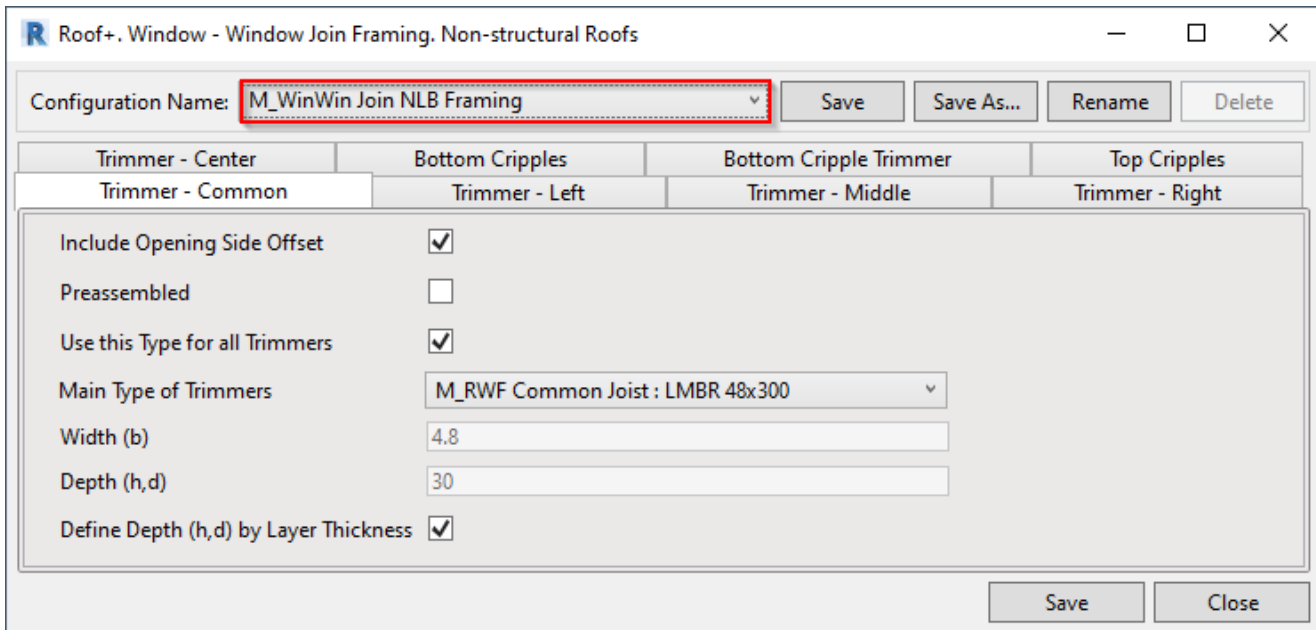 Roof+. Window - Window Join Framing. Non-structural Roofs
Configuration Name: M_WinWin Join NLB Framing Save Save As... Rename Delete
Trimmer - Center Bottom Cripples Bottom Cripple Trimmer Top Cripples
Trimmer - Common Trimmer - Left Trimmer - Middle Trimmer - Right
Include Opening Side Offset
Preassembled
Use this Type for all Trimmers
Main Type of Trimmers M_RWF Common Joist : LMBR 48x300
Width (b) 4.8
Depth (h,d) 30
Define Depth (h,d) by Layer Thickness
Save Close